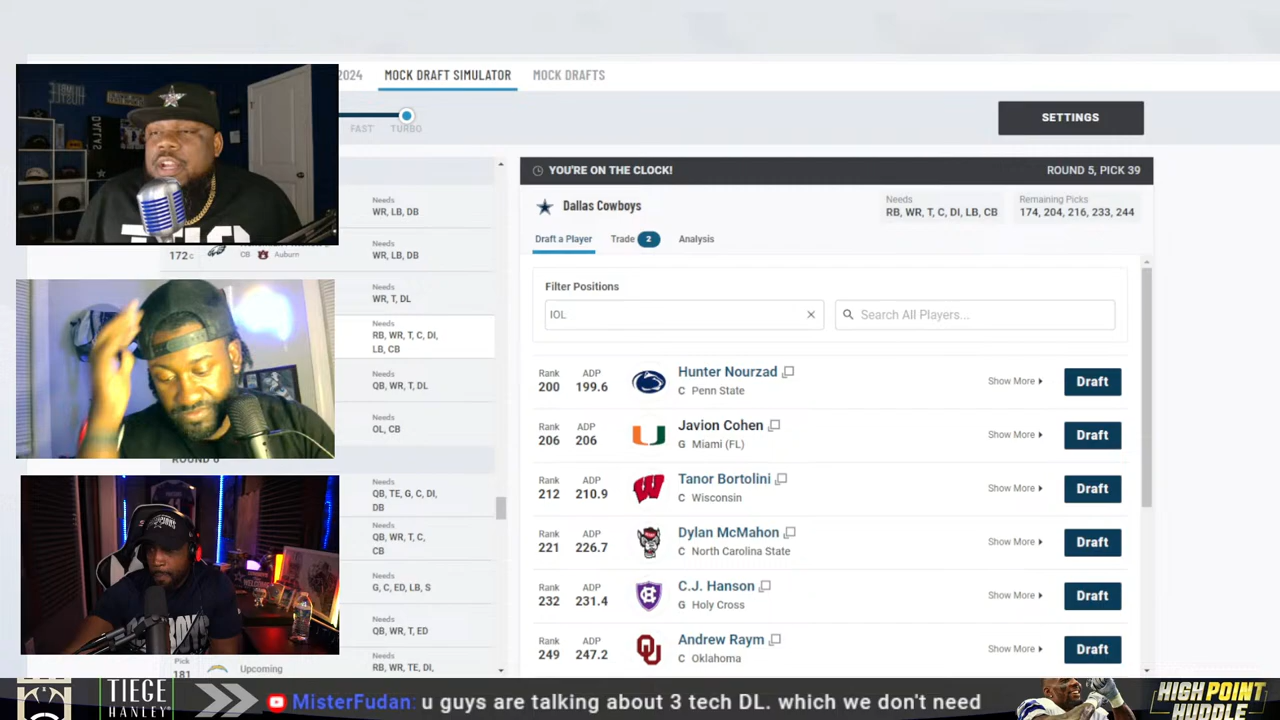 2024 MOCK DRAFT SIMULATOR MOCK DRAFTS
FAST TURBO
SETTINGS
YOU'RE ON THE CLOCK! ROUND 5, PICK 39
Dallas Cowboys
Needs
RB, WR, T, C, DI, LB, CB
Remaining Picks
174, 204, 216, 233, 244
Draft a Player Trade 2 Analysis
Filter Positions
IOL
Search All Players...
Rank
200
ADP
199.6
Hunter Nourzad
C Penn State
Show More
Draft
Rank
206
ADP
206
Javion Cohen
G Miami (FL)
Show More
Draft
Rank
212
ADP
210.9
Tanor Bortolini
C Wisconsin
Show More
Draft
Rank
221
ADP
226.7
Dylan McMahon
C North Carolina State
Show More
Draft
Rank
232
ADP
231.4
C.J. Hanson
G Holy Cross
Show More
Draft
Rank
249
ADP
247.2
Andrew Raym
C Oklahoma
Show More
Draft
Needs
WR, LB, DB
172
CB Auburn
Needs
WR, LB, DB
Needs
WR, T, DL
Needs
RB, WR, T, C, DI,
LB, CB
Needs
QB, WR, T, DL
Needs
OL, CB
ROUND 6
Needs
QB, TE, G, C, DI,
DB
Needs
QB, WR, T, C,
CB
Needs
G, C, ED, LB, S
Needs
QB, WR, T, ED
Pick
181
Upcoming
Needs
RB, WR, TE, DI,
DALLAS
TIEGE
HANLEY
MisterFudan: u guys are talking about 3 tech DL. which we don't need
HIGH POINT
HUDDLE